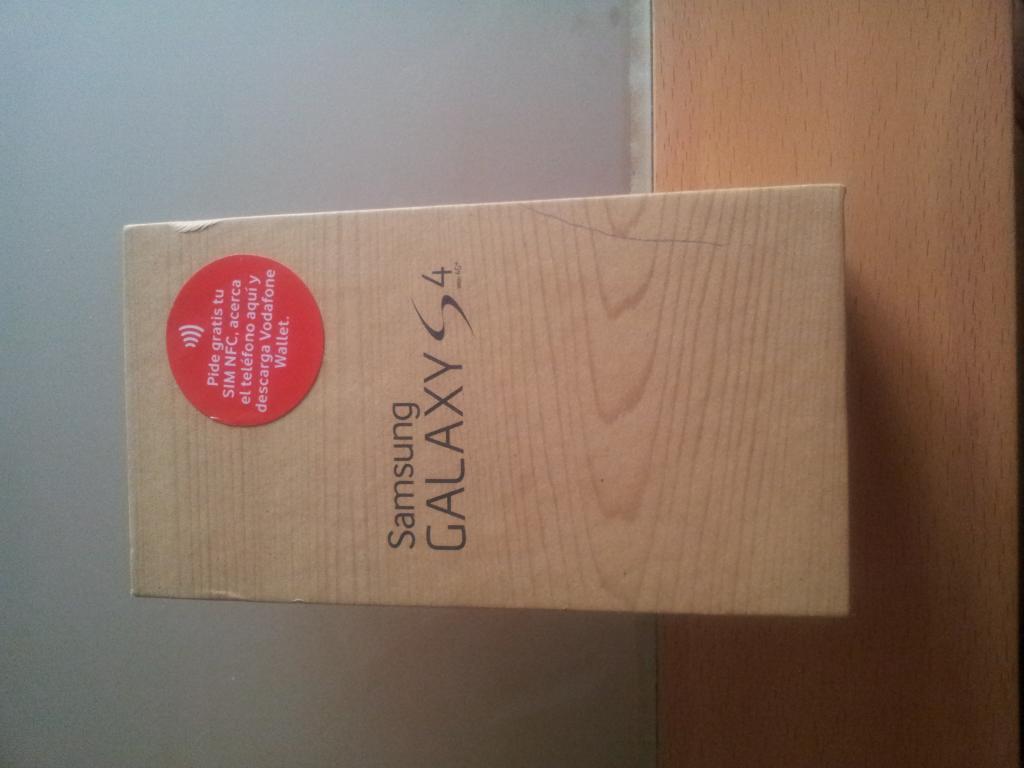 Pide gratis tu
SIM NFC, acerca
el teléfono aquí y
descarga Vodafone
Wallet.
Samsung
GALAXY S4